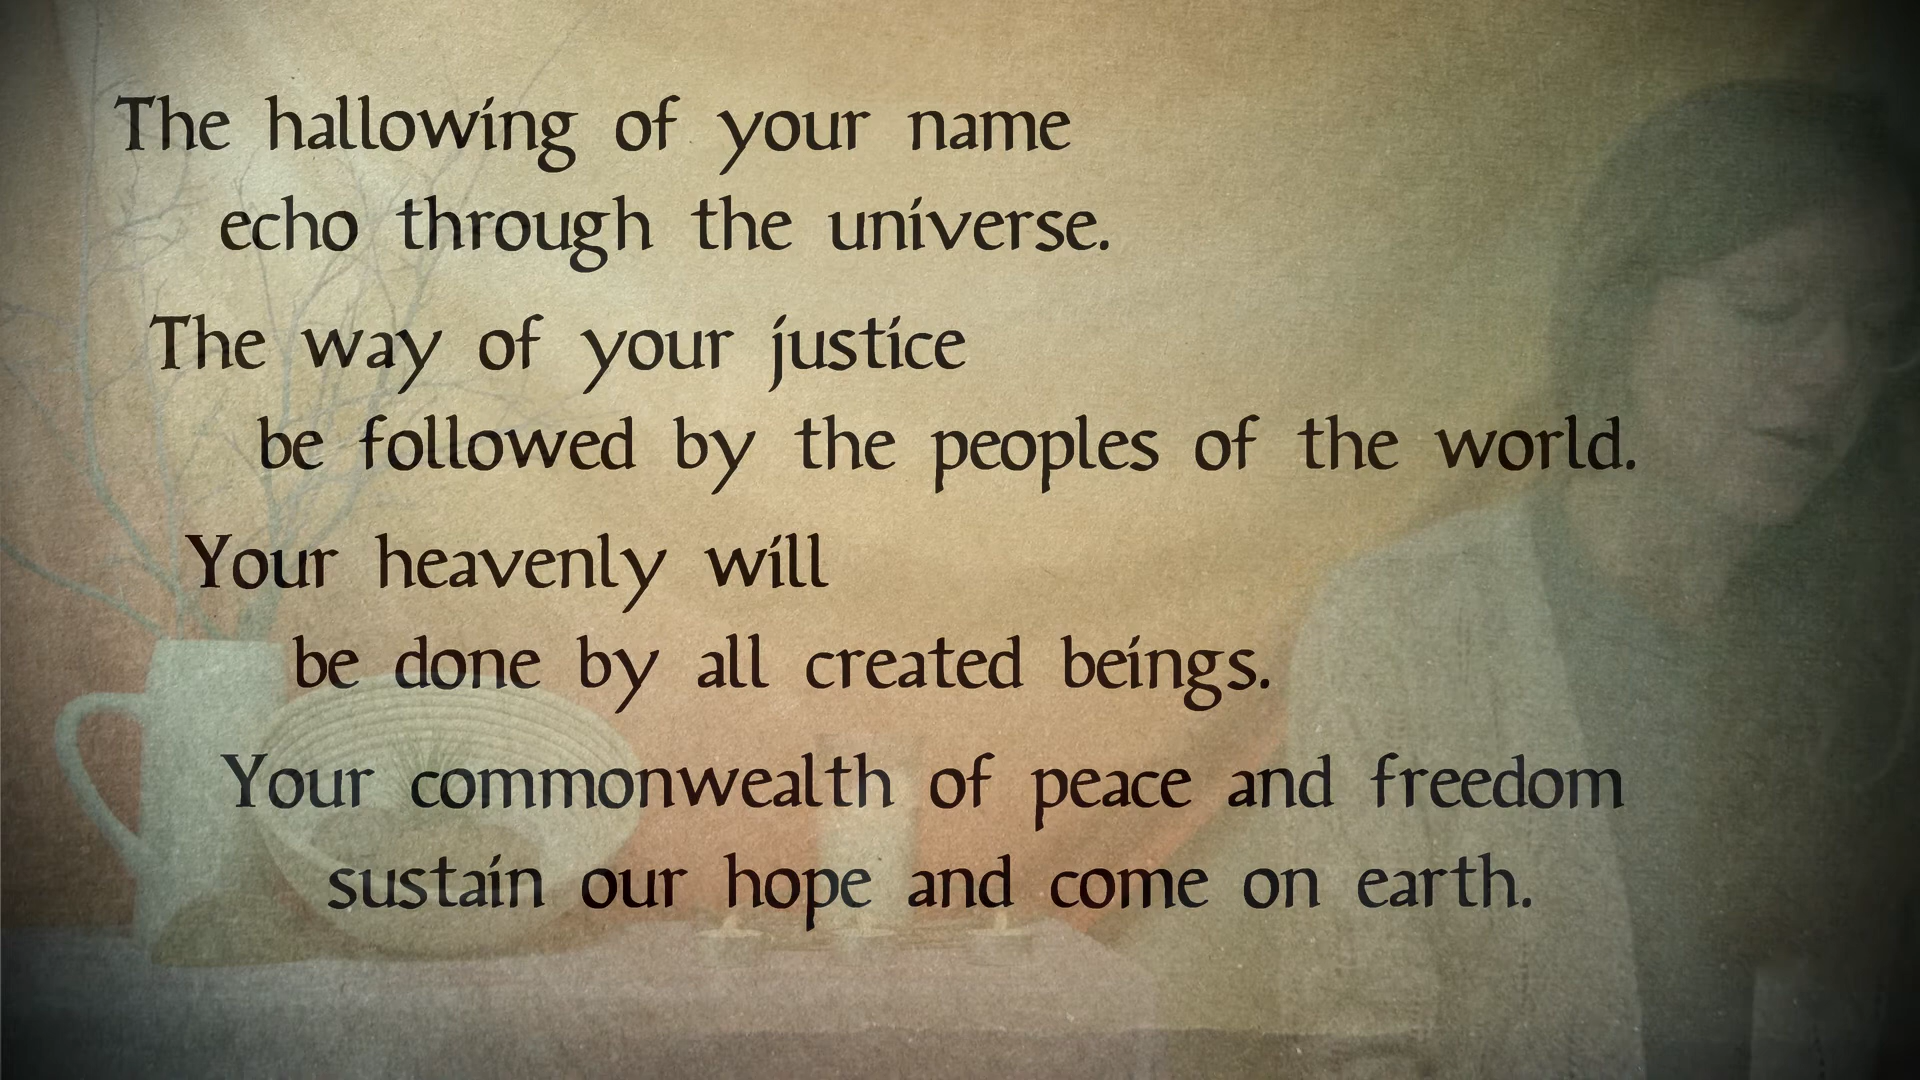 The hallowing of your name
echo through the universe.
The way of your justice
be followed by the peoples of the world.
Your heavenly will
be done by all created beings.
Your commonwealth of peace and freedom
sustain our hope and come on earth.